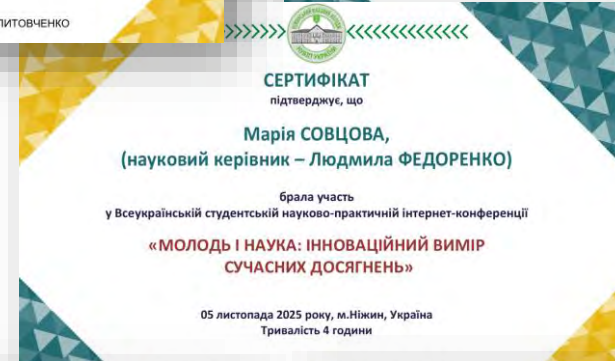 ЛИТОВЧЕНКО
СЕРТИФІКАТ
підтверджує, що
Марія СОВЦОВА,
(науковий керівник – Людмила ФЕДОРЕНКО)
брала участь
у Всеукраїнській студентській науково-практичній інтернет-конференції
«МОЛОДЬ І НАУКА: ІННОВАЦІЙНИЙ ВИМІР
СУЧАСНИХ ДОСЯГНЕНЬ»
05 листопада 2025 року, м.Ніжин, Україна
Тривалість 4 години